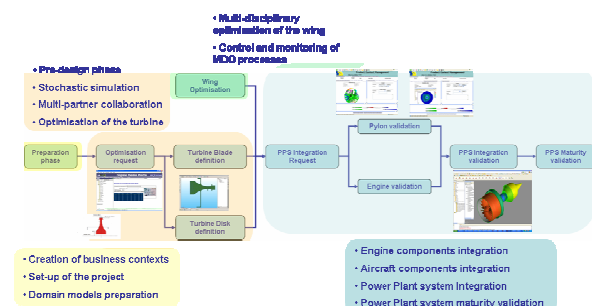 • Multi-disciplinary
optimisation of the wing
• Control and monitoring of
MDO processes
• Pre-design phase
• Stochastic simulation
• Multi-partner collaboration
• Optimisation of the turbine
Wing
Optimisation
Preparation
phase
Optimisation
request
Turbine Blade
definition
Turbine Disk
definition
PPS Integration
Request
Pylon validation
Engine validation
PPS Integration
validation
PPS Maturity
validation
• Creation of business contexts
• Set-up of the project
• Domain models preparation
• Engine components integration
• Aircraft components integration
• Power Plant system Integration
• Power Plant system maturity validation